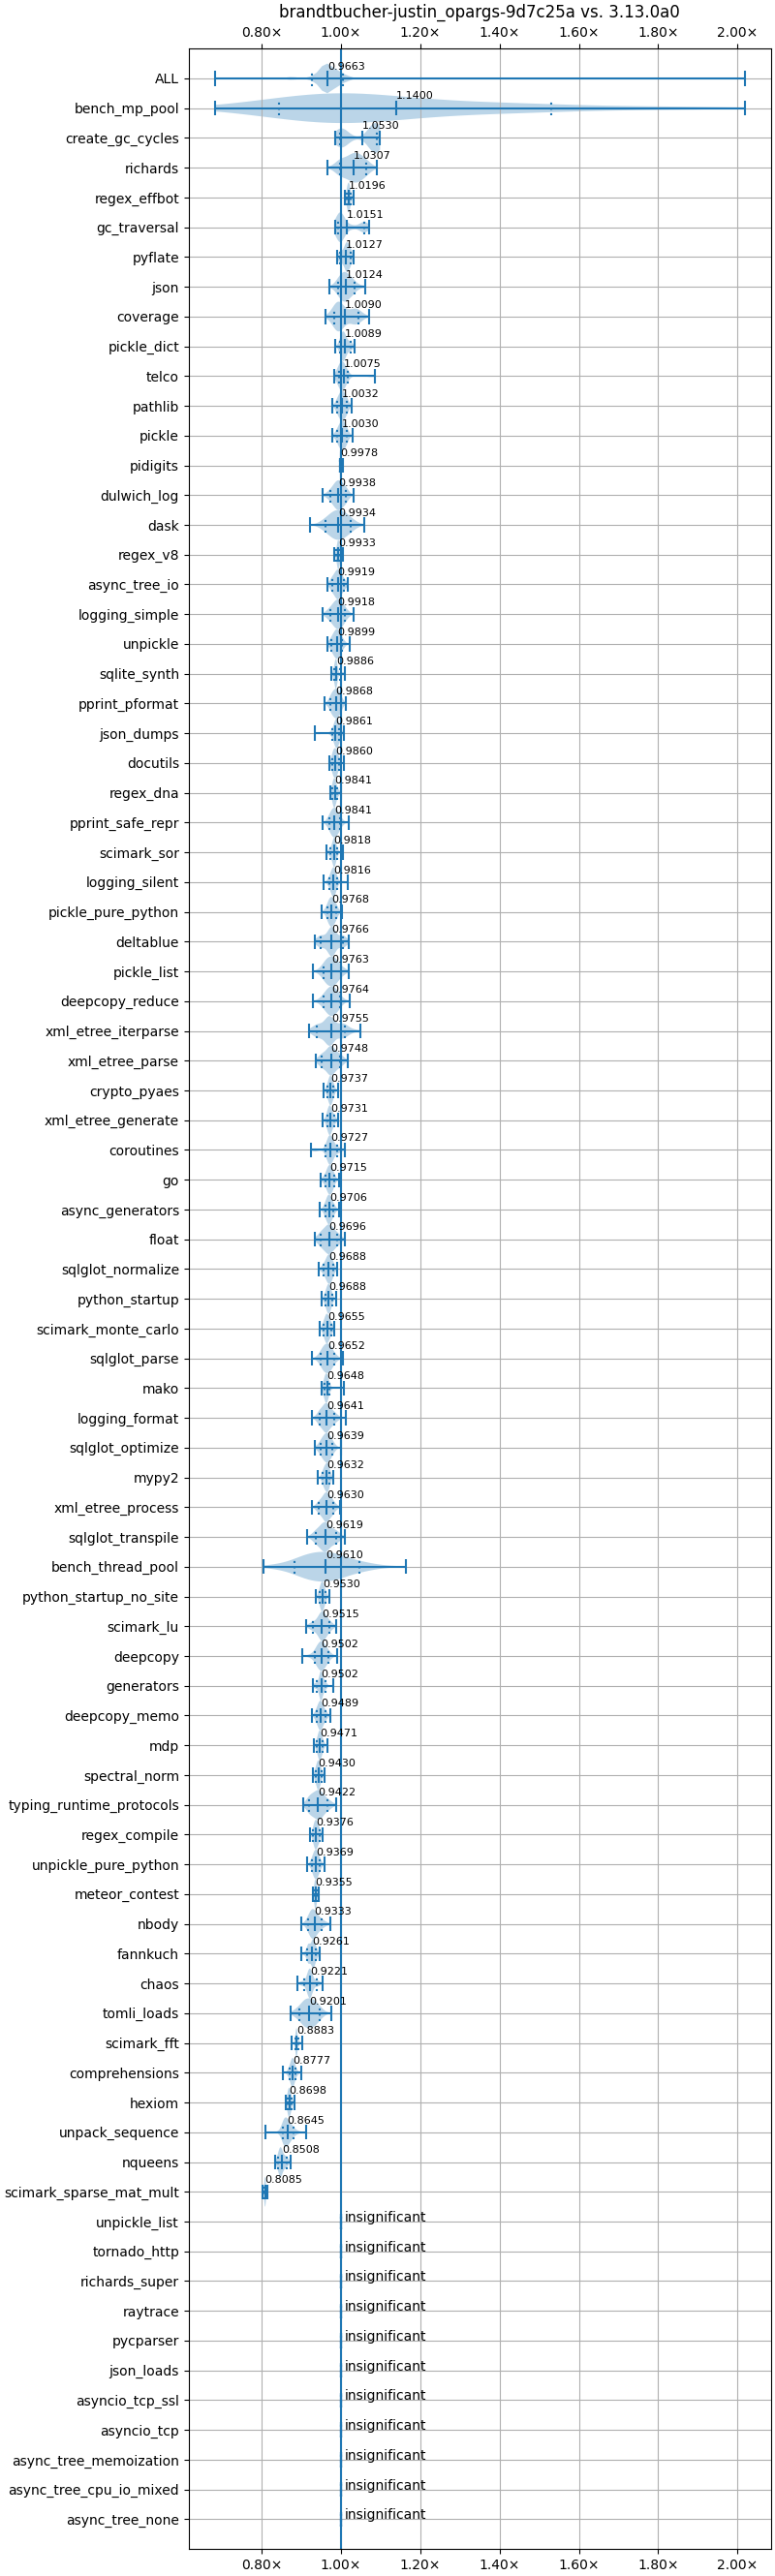 brandtbucher-justin_opargs-9d7c25a vs. 3.13.0a0
0.80× 1.00× 1.20× 1.40× 1.60× 1.80× 2.00×
ALL 0.9663
bench_mp_pool 1.1400
create_gc_cycles 1.0530
richards 1.0307
regex_effbot 1.0196
gc_traversal 1.0151
pyflate 1.0127
json 1.0124
coverage 1.0090
pickle_dict 1.0089
telco 1.0075
pathlib 1.0032
pickle 1.0030
pidigits 0.9978
dulwich_log 0.9938
dask 0.9934
regex_v8 0.9933
async_tree_io 0.9919
logging_simple 0.9918
unpickle 0.9899
sqlite_synth 0.9886
pprint_pformat 0.9868
json_dumps 0.9861
docutils 0.9860
regex_dna 0.9841
pprint_safe_repr 0.9841
scimark_sor 0.9818
logging_silent 0.9816
pickle_pure_python 0.9768
deltablue 0.9766
pickle_list 0.9763
deepcopy_reduce 0.9764
xml_etree_iterparse 0.9755
xml_etree_parse 0.9748
crypto_pyaes 0.9737
xml_etree_generate 0.9731
coroutines 0.9727
go 0.9715
async_generators 0.9706
float 0.9696
sqlglot_normalize 0.9688
python_startup 0.9688
scimark_monte_carlo 0.9655
sqlglot_parse 0.9652
mako 0.9648
logging_format 0.9641
sqlglot_optimize 0.9639
mypy2 0.9632
xml_etree_process 0.9630
sqlglot_transpile 0.9619
bench_thread_pool 0.9610
python_startup_no_site 0.9530
scimark_lu 0.9515
deepcopy 0.9502
generators 0.9502
deepcopy_memo 0.9489
mdp 0.9471
spectral_norm 0.9430
typing_runtime_protocols 0.9422
regex_compile 0.9376
unpickle_pure_python 0.9369
meteor_contest 0.9355
nbody 0.9333
fannkuch 0.9261
chaos 0.9221
tomli_loads 0.9201
scimark_fft 0.8883
comprehensions 0.8777
hexiom 0.8698
unpack_sequence 0.8645
nqueens 0.8508
scimark_sparse_mat_mult 0.8085
unpickle_list insignificant
tornado_http insignificant
richards_super insignificant
raytrace insignificant
pycparser insignificant
json_loads insignificant
asyncio_tcp_ssl insignificant
asyncio_tcp insignificant
async_tree_memoization insignificant
async_tree_cpu_io_mixed insignificant
async_tree_none insignificant
0.80× 1.00× 1.20× 1.40× 1.60× 1.80× 2.00×